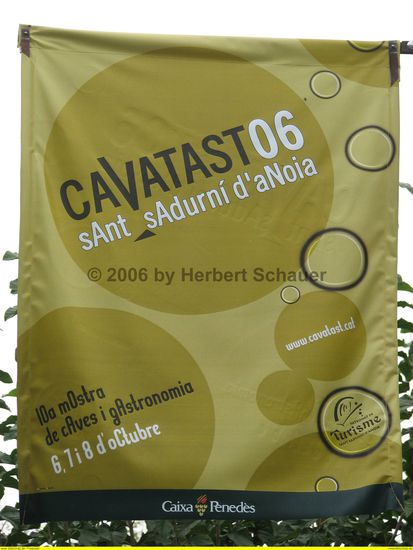 CAVATAST06
sAnt sAdurní d'aNoia
© 2006 by Herbert Schauer
www.cavatast.cat
10a mOstra
de cAves i gAstronomia
6, 7 i 8 d'oCtubre
Turisme
Caixa Penedès